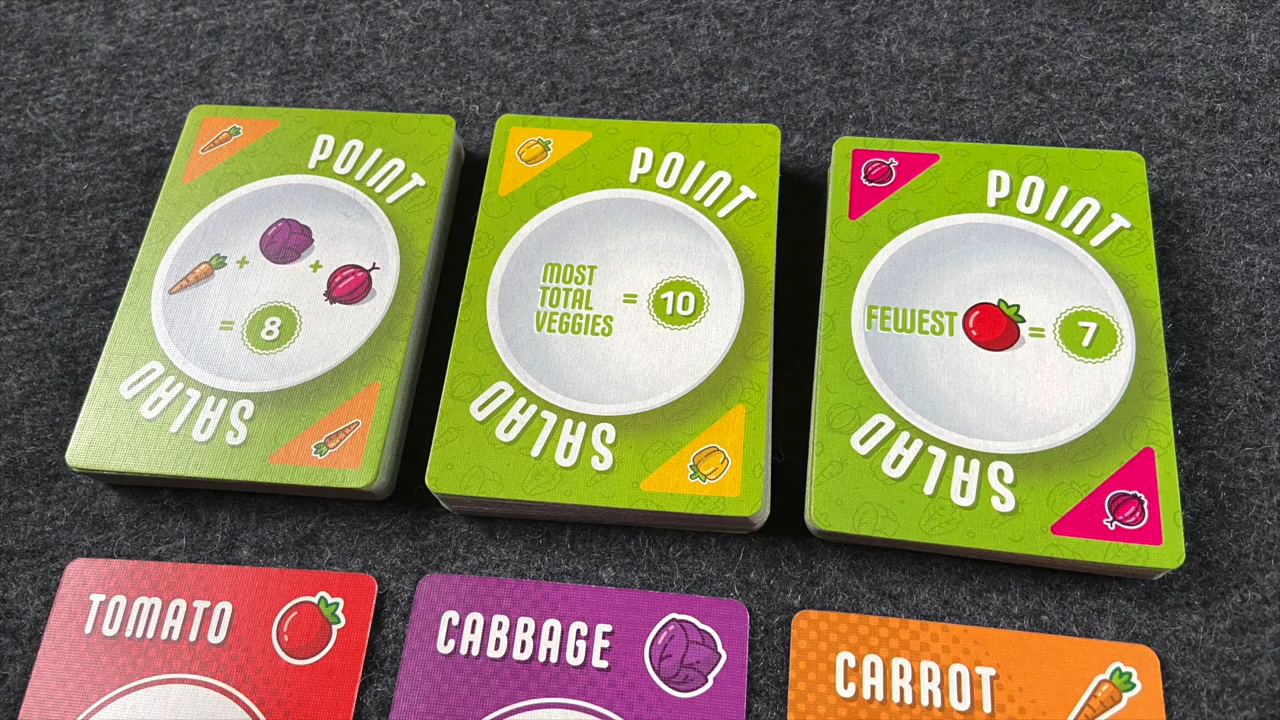 POINT
+ +
= 8
SALAD
POINT
MOST
TOTAL
VEGGIES
= 10
SALAD
POINT
FEWEST = 7
SALAD
TOMATO
CABBAGE
CARROT